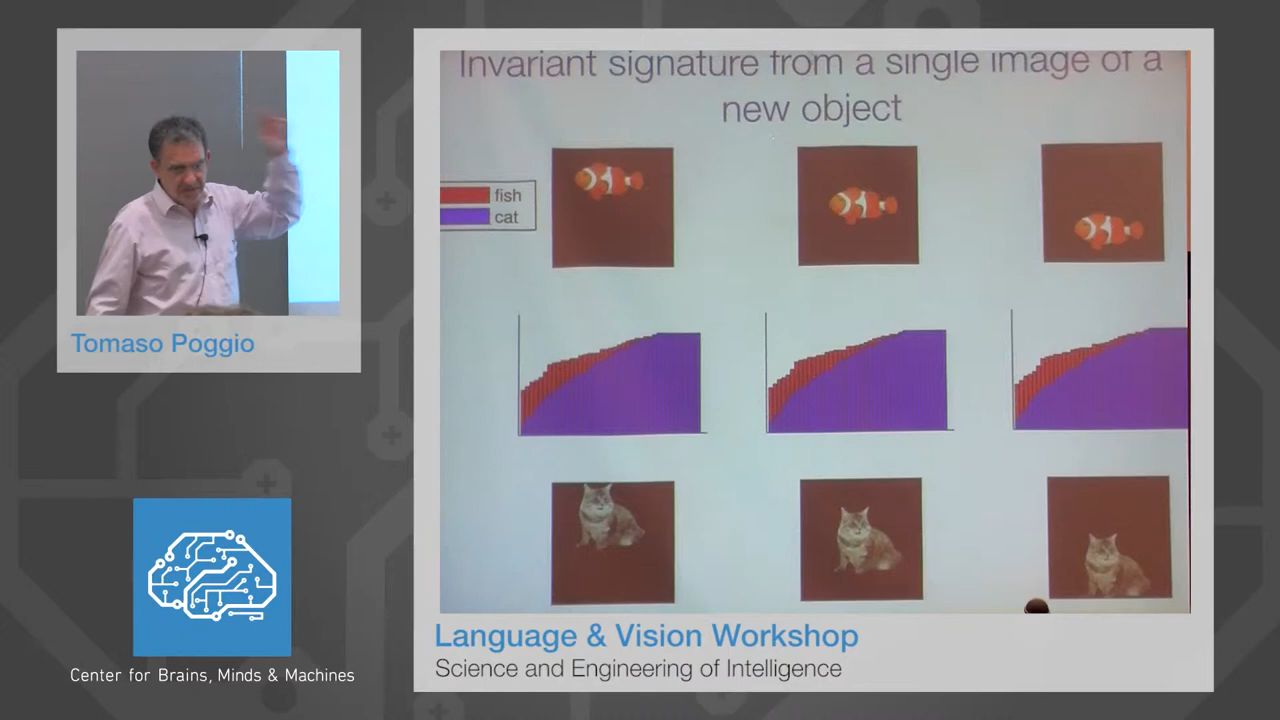 Invariant signature from a single image of a
new object
fish
cat
Tomaso Poggio
Center for Brains, Minds & Machines
Language & Vision Workshop
Science and Engineering of Intelligence